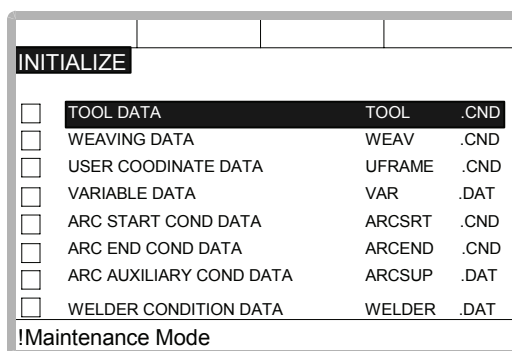 INITIALIZE
TOOL DATA TOOL .CND
WEAVING DATA WEAV .CND
USER COODINATE DATA UFRAME .CND
VARIABLE DATA VAR .DAT
ARC START COND DATA ARCSRT .CND
ARC END COND DATA ARCEND .CND
ARC AUXILIARY COND DATA ARCSUP .DAT
WELDER CONDITION DATA WELDER .DAT
!Maintenance Mode